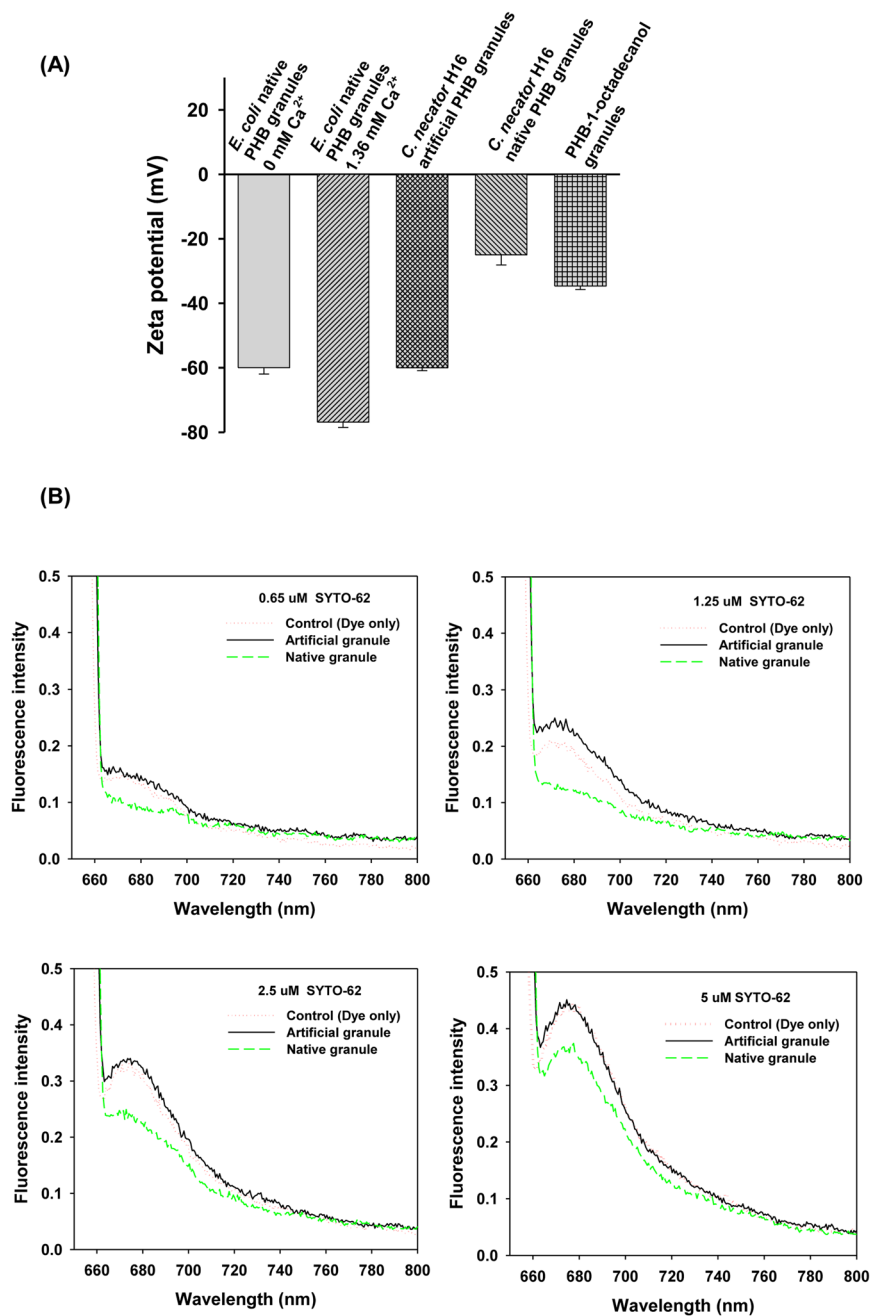 (A)
E. coli native
PHB granules
0 mM Ca2+
E. coli native
PHB granules
1.36 mM Ca2+
C. necator H16
artificial PHB granules
C. necator H16
native PHB granules
PHB-1-octadecanol
granules
Zeta potential (mV)
20
0
-20
-40
-60
-80
(B)
0.65 uM SYTO-62
Control (Dye only)
Artificial granule
Native granule
Fluorescence intensity
0.5
0.4
0.3
0.2
0.1
0.0
660 680 700 720 740 760 780 800
Wavelength (nm)
1.25 uM SYTO-62
Control (Dye only)
Artificial granule
Native granule
Fluorescence intensity
0.5
0.4
0.3
0.2
0.1
0.0
660 680 700 720 740 760 780 800
Wavelength (nm)
2.5 uM SYTO-62
Control (Dye only)
Artificial granule
Native granule
Fluorescence intensity
0.5
0.4
0.3
0.2
0.1
0.0
660 680 700 720 740 760 780 800
Wavelength (nm)
5 uM SYTO-62
Control (Dye only)
Artificial granule
Native granule
Fluorescence intensity
0.5
0.4
0.3
0.2
0.1
0.0
660 680 700 720 740 760 780 800
Wavelength (nm)